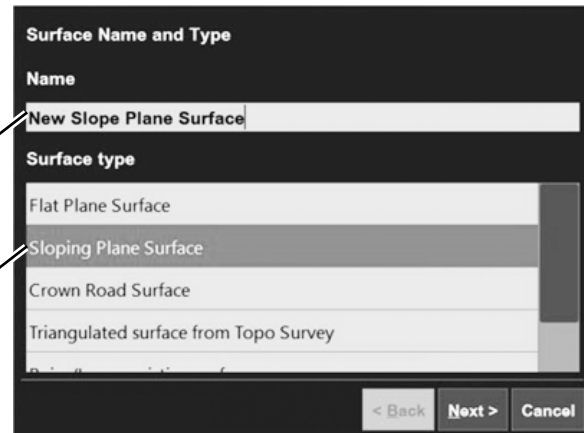 Surface Name and Type
Name
New Slope Plane Surface
Surface type
Flat Plane Surface
Sloping Plane Surface
Crown Road Surface
Triangulated surface from Topo Survey
< Back Next > Cancel